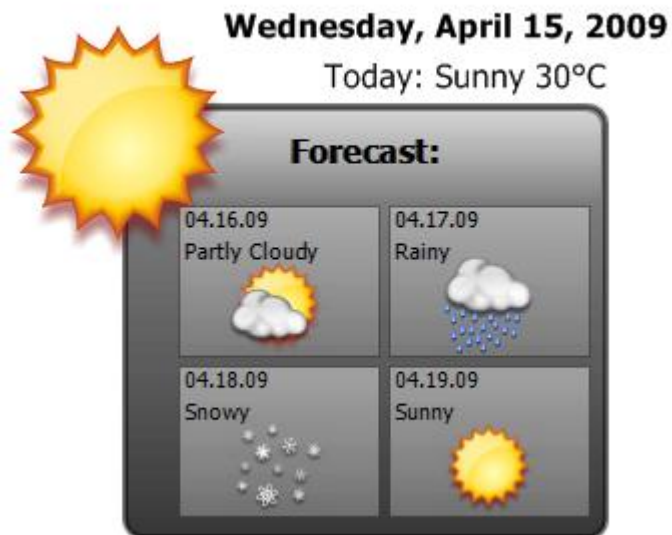 Wednesday, April 15, 2009
Today: Sunny 30°C
Forecast:
04.16.09
Partly Cloudy
04.17.09
Rainy
04.18.09
Snowy
04.19.09
Sunny